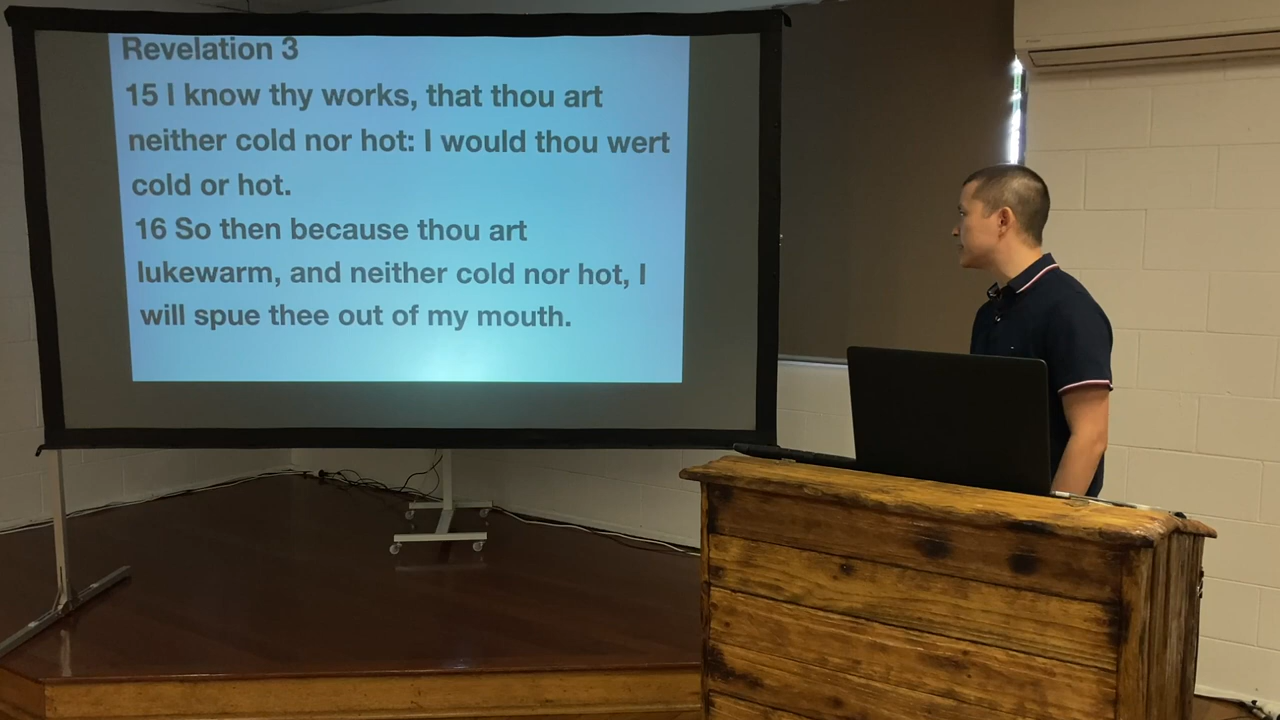 Revelation 3
15 I know thy works, that thou art
neither cold nor hot: I would thou wert
cold or hot.
16 So then because thou art
lukewarm, and neither cold nor hot, I
will spue thee out of my mouth.